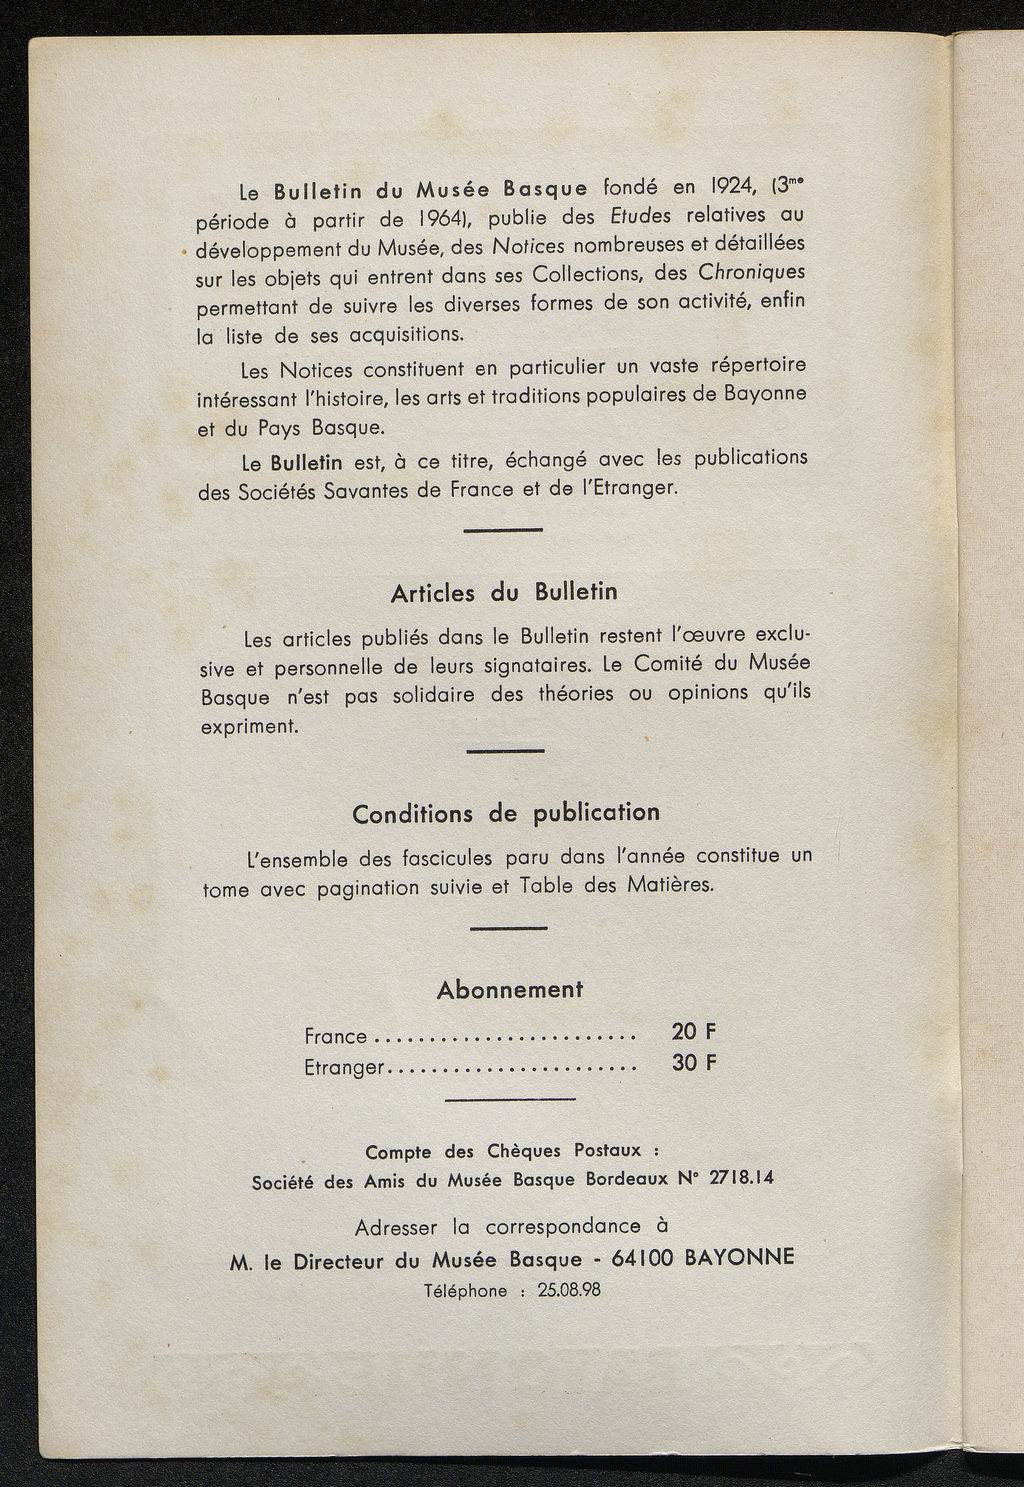 Le Bulletin du Musée Basque fondé en 1924, (3me
période à partir de 1964), publie des Etudes relatives au
développement du Musée, des Notices nombreuses et détaillées
sur les objets qui entrent dans ses Collections, des Chroniques
permettant de suivre les diverses formes de son activité, enfin
la liste de ses acquisitions.
Les Notices constituent en particulier un vaste répertoire
intéressant l'histoire, les arts et traditions populaires de Bayonne
et du Pays Basque.
Le Bulletin est, à ce titre, échangé avec les publications
des Sociétés Savantes de France et de l'Etranger.
Articles du Bulletin
Les articles publiés dans le Bulletin restent l'œuvre exclu-
sive et personnelle de leurs signataires. Le Comité du Musée
Basque n'est pas solidaire des théories ou opinions qu'ils
expriment.
Conditions de publication
L'ensemble des fascicules paru dans l'année constitue un
tome avec pagination suivie et Table des Matières.
Abonnement
France ........................ 20 F
Etranger....................... 30 F
Compte des Chèques Postaux :
Société des Amis du Musée Basque Bordeaux N° 2718.14
Adresser la correspondance à
M. le Directeur du Musée Basque - 64100 BAYONNE
Téléphone : 25.08.98